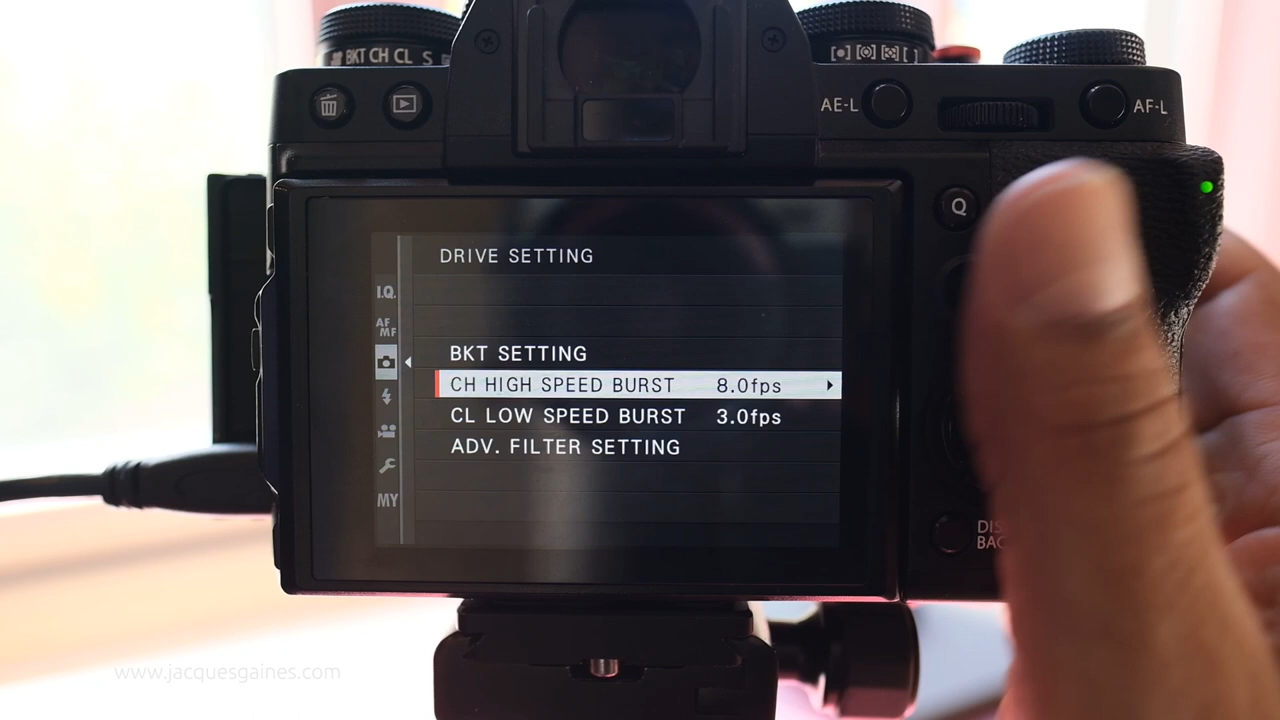 BKT CH CL S
AE-L
AF-L
Q
DRIVE SETTING
I.Q.
AF
MF
BKT SETTING
CH HIGH SPEED BURST 8.0fps
CL LOW SPEED BURST 3.0fps
ADV. FILTER SETTING
MY
www.jacquesgaines.com